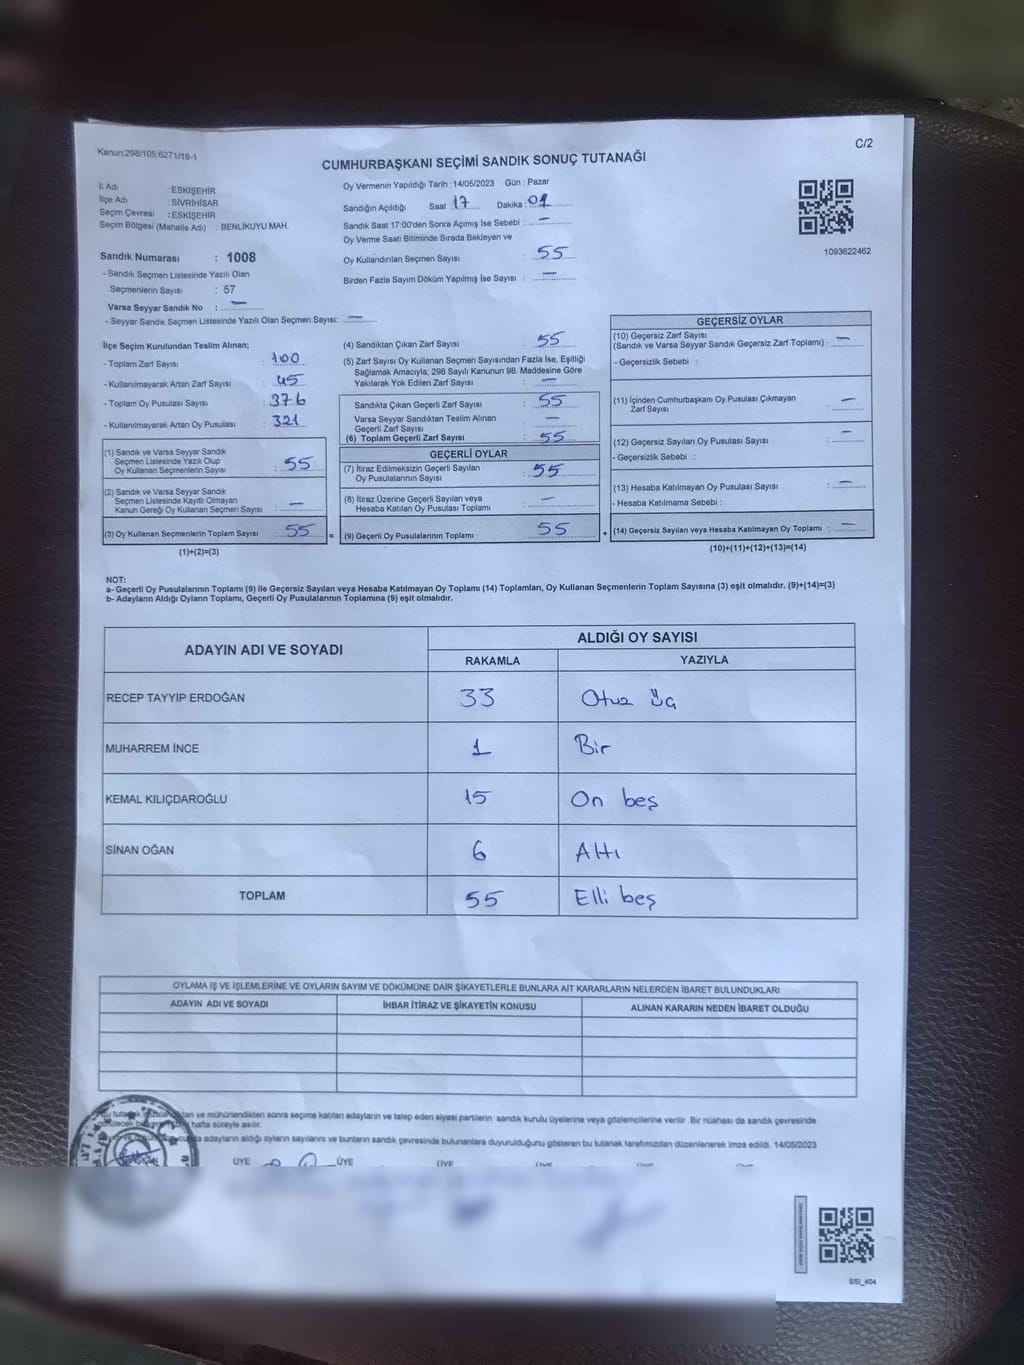 Kanun:298/105;6271/18-1
C/2
CUMHURBAŞKANI SEÇİMİ SANDIK SONUÇ TUTANAĞI
İl Adı : ESKİŞEHİR
İlçe Adı : SİVRİHİSAR
Seçim Çevresi : ESKİŞEHİR
Seçim Bölgesi (Mahalle Adı) : BENLİKUYU MAH.
Sandık Numarası : 1008
- Sandık Seçmen Listesinde Yazılı Olan
Seçmenlerin Sayısı : 57
Varsa Seyyar Sandık No : —
- Seyyar Sandık Seçmen Listesinde Yazılı Olan Seçmen Sayısı: —
Oy Vermenin Yapıldığı Tarih : 14/05/2023 Gün : Pazar
Sandığın Açıldığı Saat 17 Dakika : 01
Sandık Saat 17:00'den Sonra Açılmış İse Sebebi : —
Oy Verme Saati Bitiminde Sırada Bekleyen ve
Oy Kullandırılan Seçmen Sayısı : 55
Birden Fazla Sayım Döküm Yapılmış İse Sayısı : —
1093622462
İlçe Seçim Kurulundan Teslim Alınan;
- Toplam Zarf Sayısı : 100
- Kullanılmayarak Artan Zarf Sayısı : 45
- Toplam Oy Pusulası Sayısı : 376
- Kullanılmayarak Artan Oy Pusulası : 321
(1) Sandık ve Varsa Seyyar Sandık
Seçmen Listesinde Yazılı Olup
Oy Kullanan Seçmenlerin Sayısı : 55
(2) Sandık ve Varsa Seyyar Sandık
Seçmen Listesinde Kayıtlı Olmayan
Kanun Gereği Oy Kullanan Seçmen Sayısı : —
(3) Oy Kullanan Seçmenlerin Toplam Sayısı : 55 =
(1)+(2)=(3)
(4) Sandıktan Çıkan Zarf Sayısı : 55
(5) Zarf Sayısı Oy Kullanan Seçmen Sayısından Fazla İse, Eşitliği
Sağlamak Amacıyla; 298 Sayılı Kanunun 98. Maddesine Göre
Yakılarak Yok Edilen Zarf Sayısı : —
Sandıkta Çıkan Geçerli Zarf Sayısı : 55
Varsa Seyyar Sandıktan Teslim Alınan
Geçerli Zarf Sayısı : —
(6) Toplam Geçerli Zarf Sayısı : 55
GEÇERLİ OYLAR
(7) İtiraz Edilmeksizin Geçerli Sayılan
Oy Pusulalarının Sayısı : 55
(8) İtiraz Üzerine Geçerli Sayılan veya
Hesaba Katılan Oy Pusulası Toplamı : —
(9) Geçerli Oy Pusulalarının Toplamı : 55 +
GEÇERSİZ OYLAR
(10) Geçersiz Zarf Sayısı
(Sandık ve Varsa Seyyar Sandık Geçersiz Zarf Toplamı) : —
- Geçersizlik Sebebi :
(11) İçinden Cumhurbaşkanı Oy Pusulası Çıkmayan
Zarf Sayısı : —
(12) Geçersiz Sayılan Oy Pusulası Sayısı : —
- Geçersizlik Sebebi :
(13) Hesaba Katılmayan Oy Pusulası Sayısı : —
- Hesaba Katılmama Sebebi :
(14) Geçersiz Sayılan veya Hesaba Katılmayan Oy Toplamı : —
(10)+(11)+(12)+(13)=(14)
NOT:
a- Geçerli Oy Pusulalarının Toplamı (9) ile Geçersiz Sayılan veya Hesaba Katılmayan Oy Toplamı (14) Toplamları, Oy Kullanan Seçmenlerin Toplam Sayısına (3) eşit olmalıdır. (9)+(14)=(3)
b- Adayların Aldığı Oyların Toplamı, Geçerli Oy Pusulalarının Toplamına (9) eşit olmalıdır.
ADAYIN ADI VE SOYADI
ALDIĞI OY SAYISI
RAKAMLA YAZIYLA
RECEP TAYYİP ERDOĞAN 33 Otuz üç
MUHARREM İNCE 1 Bir
KEMAL KILIÇDAROĞLU 15 On beş
SİNAN OĞAN 6 Altı
TOPLAM 55 Elli beş
OYLAMA İŞ VE İŞLEMLERİNE VE OYLARIN SAYIM VE DÖKÜMÜNE DAİR ŞİKAYETLERLE BUNLARA AİT KARARLARIN NELERDEN İBARET BULUNDUKLARI
ADAYIN ADI VE SOYADI İHBAR İTİRAZ VE ŞİKAYETİN KONUSU ALINAN KARARIN NEDEN İBARET OLDUĞU
ve mühürlendikten sonra seçime katılan adayların ve talep eden siyasi partilerin sandık kurulu üyelerine veya gözlemcilerine verilir. Bir nüshası da sandık çevresinde
hafta süreyle asılır.
adayların aldığı oyların sayılarını ve bunların sandık çevresinde bulunanlara duyurulduğunu gösteren bu tutanak tarafımızdan düzenlenerek imza edildi. 14/05/2023
BAŞKAN ÜYE ÜYE ÜYE ÜYE ÜYE
SSI_404